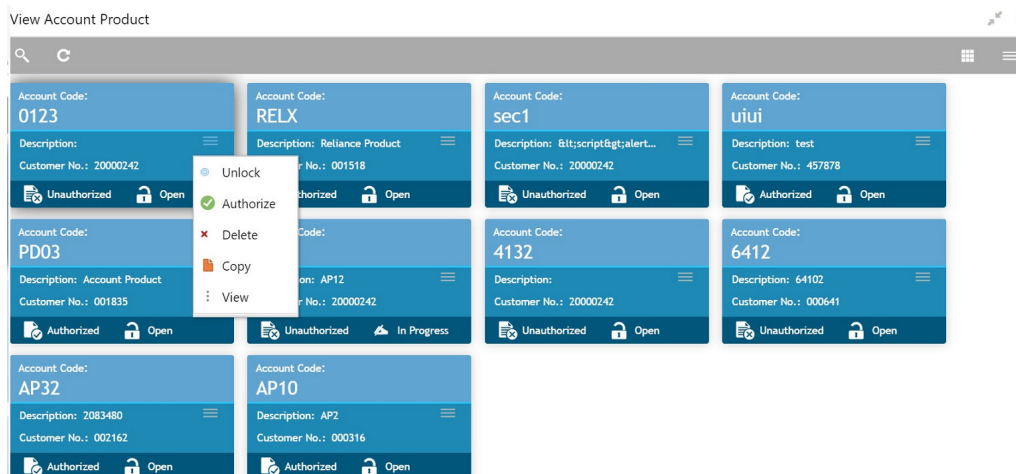 View Account Product
Account Code:
0123
Description:
Customer No.: 20000242
Unauthorized Open
Account Code:
RELX
Description: Reliance Product
er No.: 001518
thorized Open
Account Code:
sec1
Description: &lt;script&gt;alert...
Customer No.: 20000242
Unauthorized Open
Account Code:
uiui
Description: test
Customer No.: 457878
Authorized Open
Unlock
Authorize
Delete
Copy
View
Account Code:
PD03
Description: Account Product
Customer No.: 001835
Authorized Open
Code:
on: AP12
r No.: 20000242
Unauthorized In Progress
Account Code:
4132
Description:
Customer No.: 20000242
Unauthorized Open
Account Code:
6412
Description: 64102
Customer No.: 000641
Unauthorized Open
Account Code:
AP32
Description: 2083480
Customer No.: 002162
Authorized Open
Account Code:
AP10
Description: AP2
Customer No.: 000316
Authorized Open